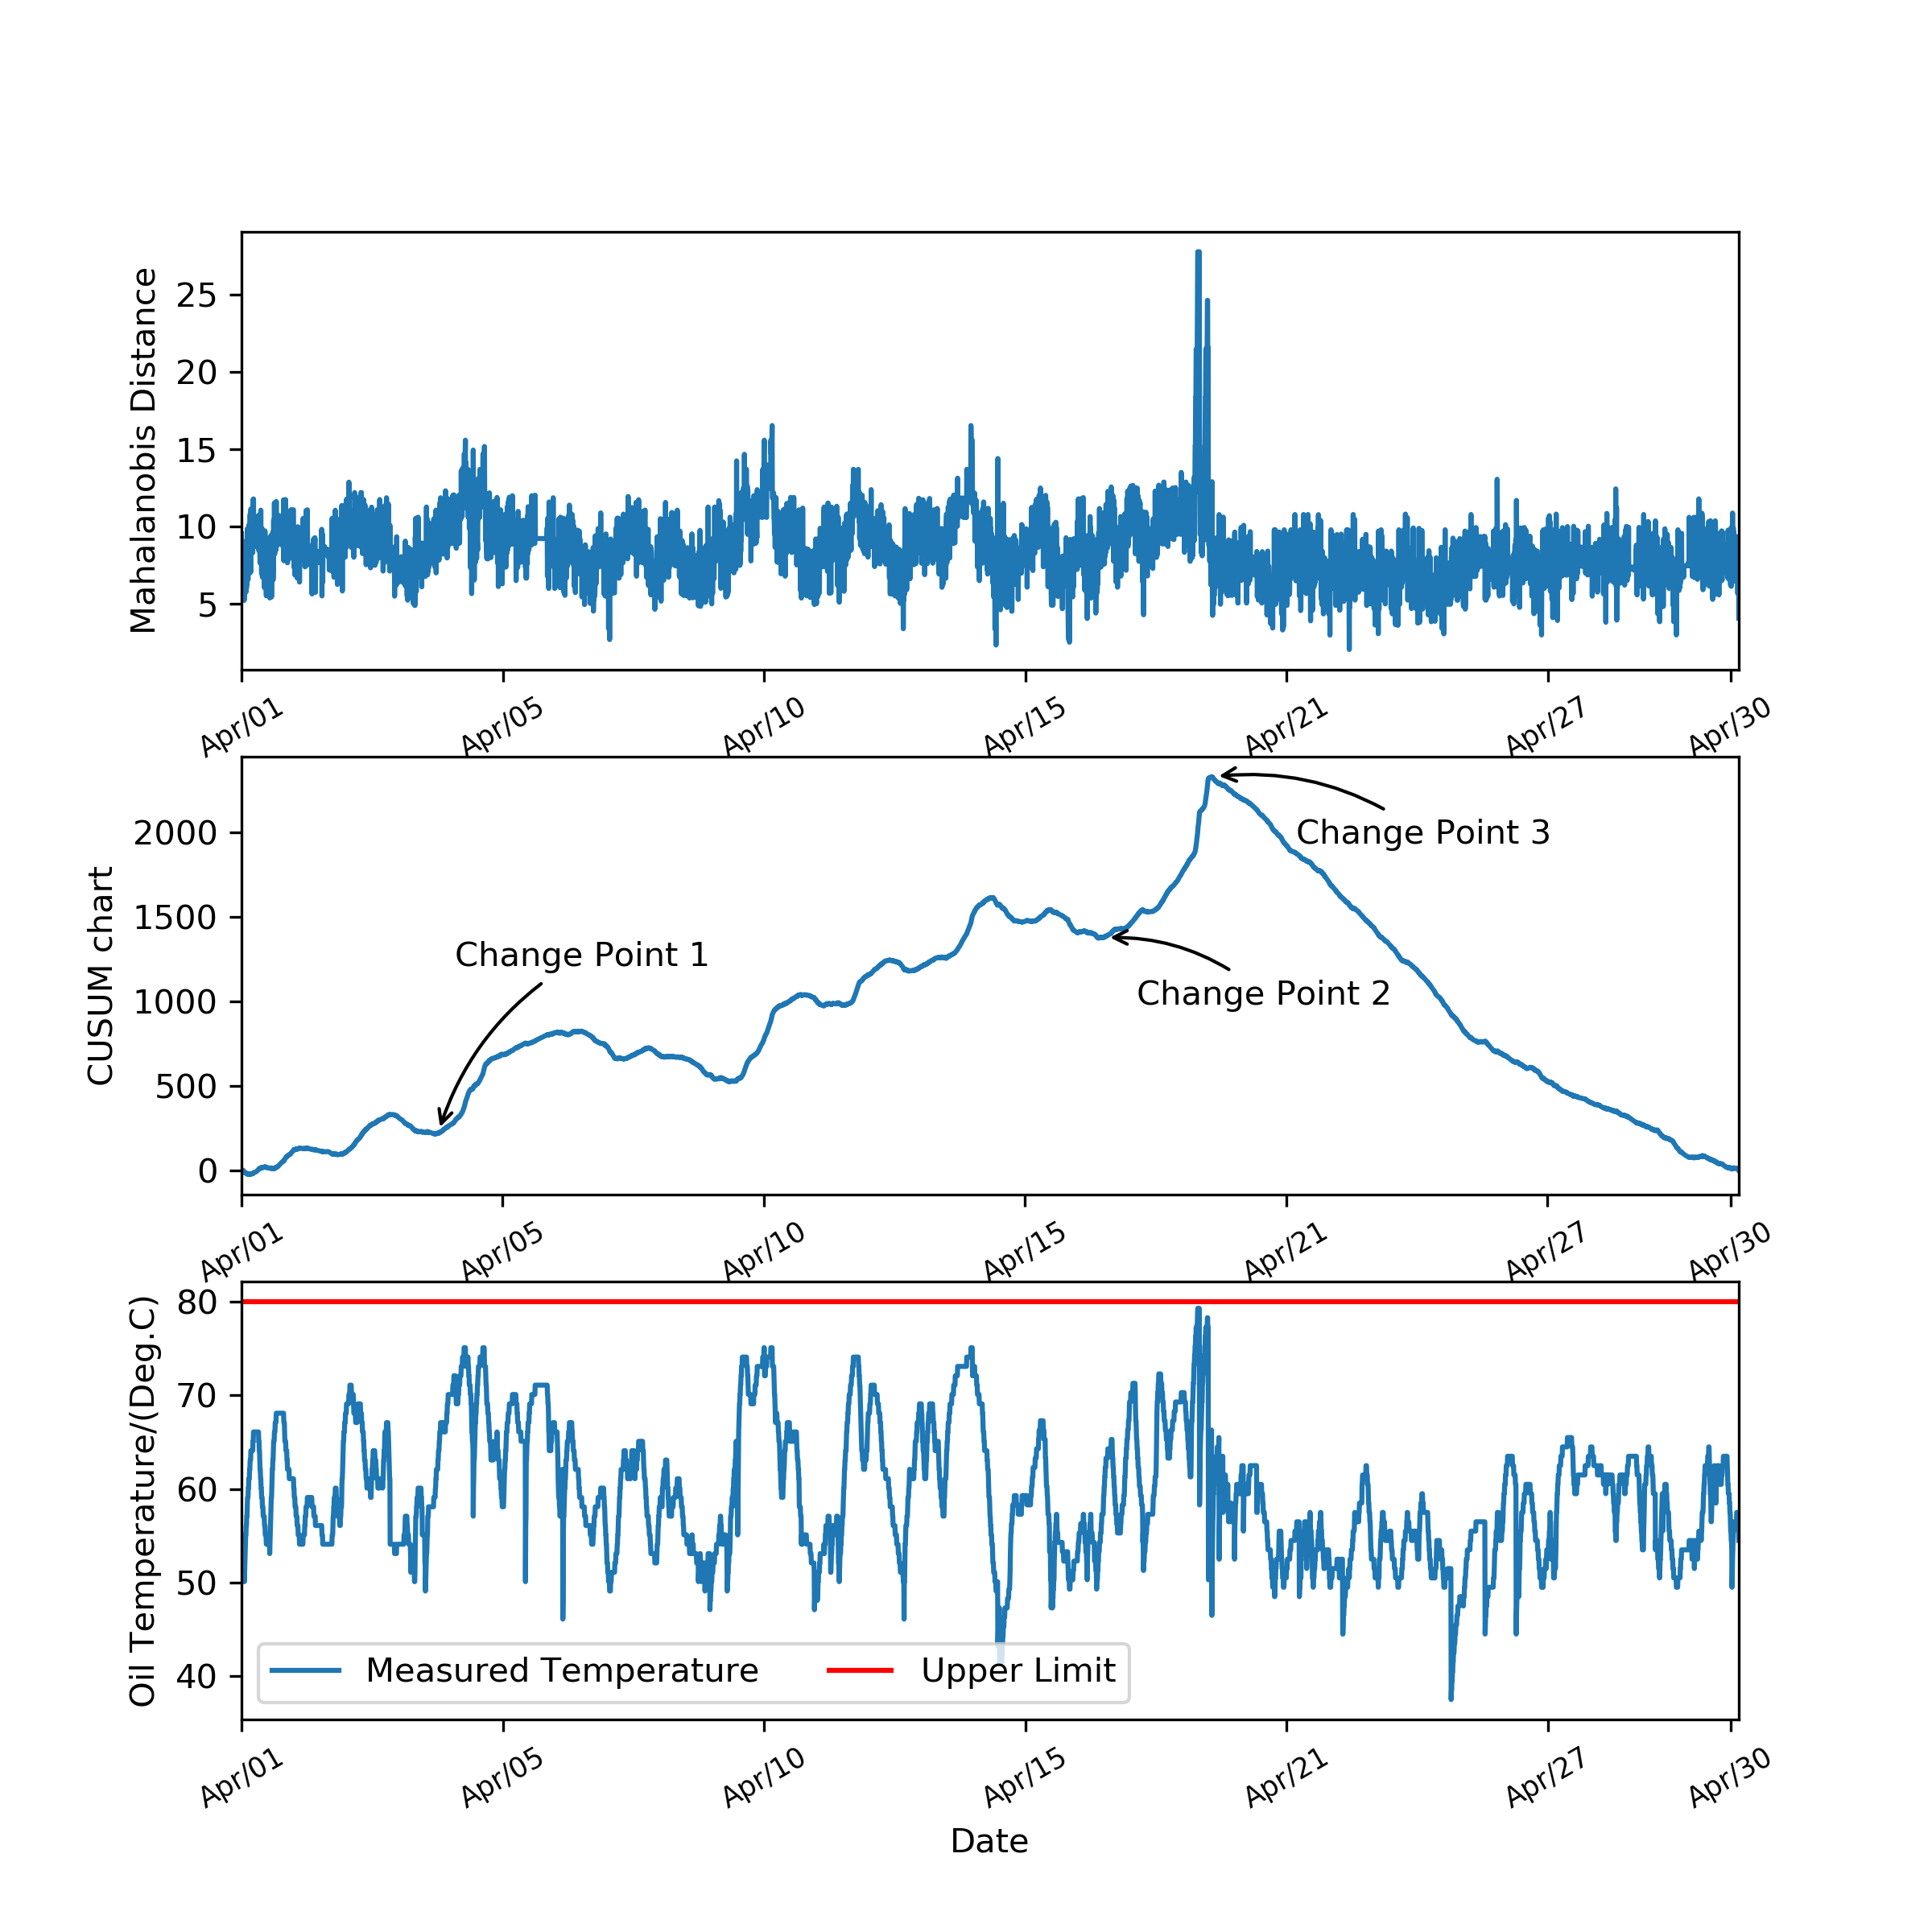 Mahalanobis Distance
25
20
15
10
5
Apr/01 Apr/05 Apr/10 Apr/15 Apr/21 Apr/27 Apr/30
CUSUM chart
2000
1500
1000
500
0
Change Point 3
Change Point 1
Change Point 2
Apr/01 Apr/05 Apr/10 Apr/15 Apr/21 Apr/27 Apr/30
Oil Temperature/(Deg.C)
80
70
60
50
40
Measured Temperature Upper Limit
Apr/01 Apr/05 Apr/10 Apr/15 Apr/21 Apr/27 Apr/30
Date